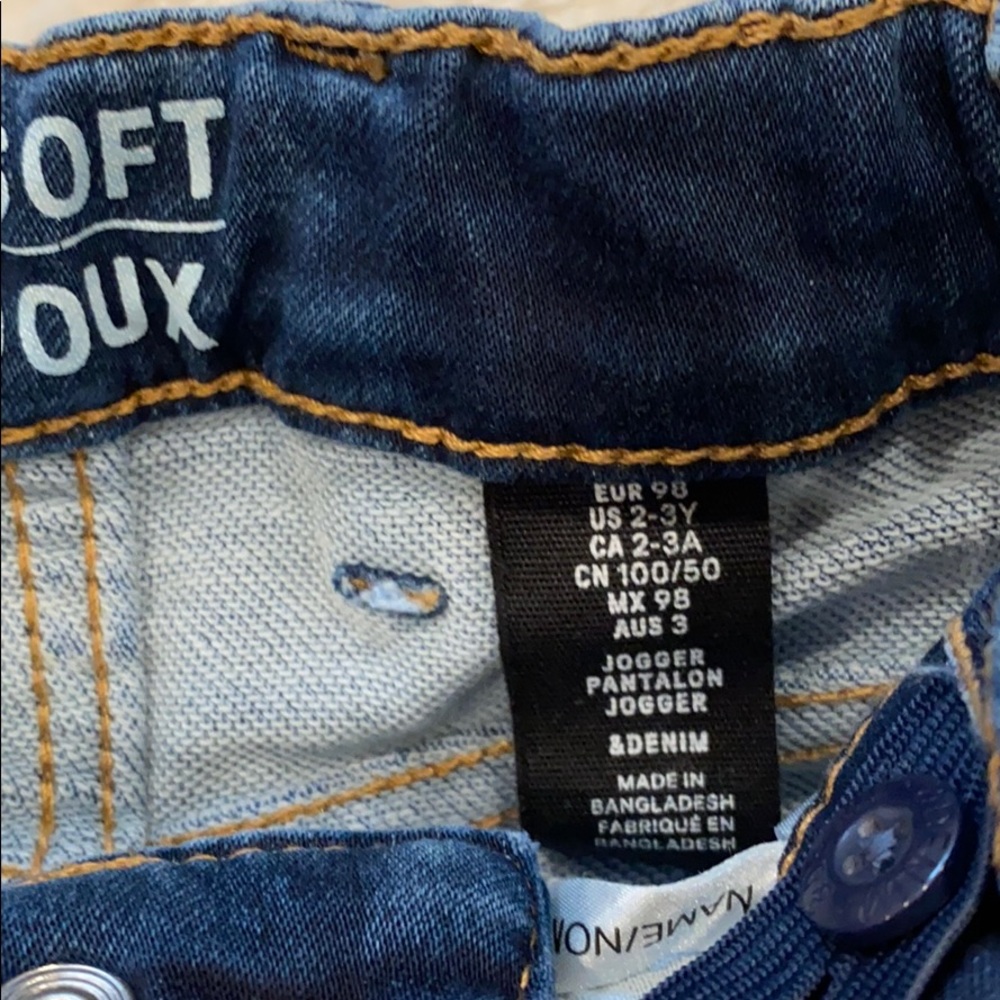 SOFT
OUX
EUR 98
US 2-3Y
CA 2-3A
CN 100/50
MX 98
AUS 3
JOGGER
PANTALON
JOGGER
&DENIM
MADE IN
BANGLADESH
FABRIQUÉ EN
BANGLADESH
NAME/NOM